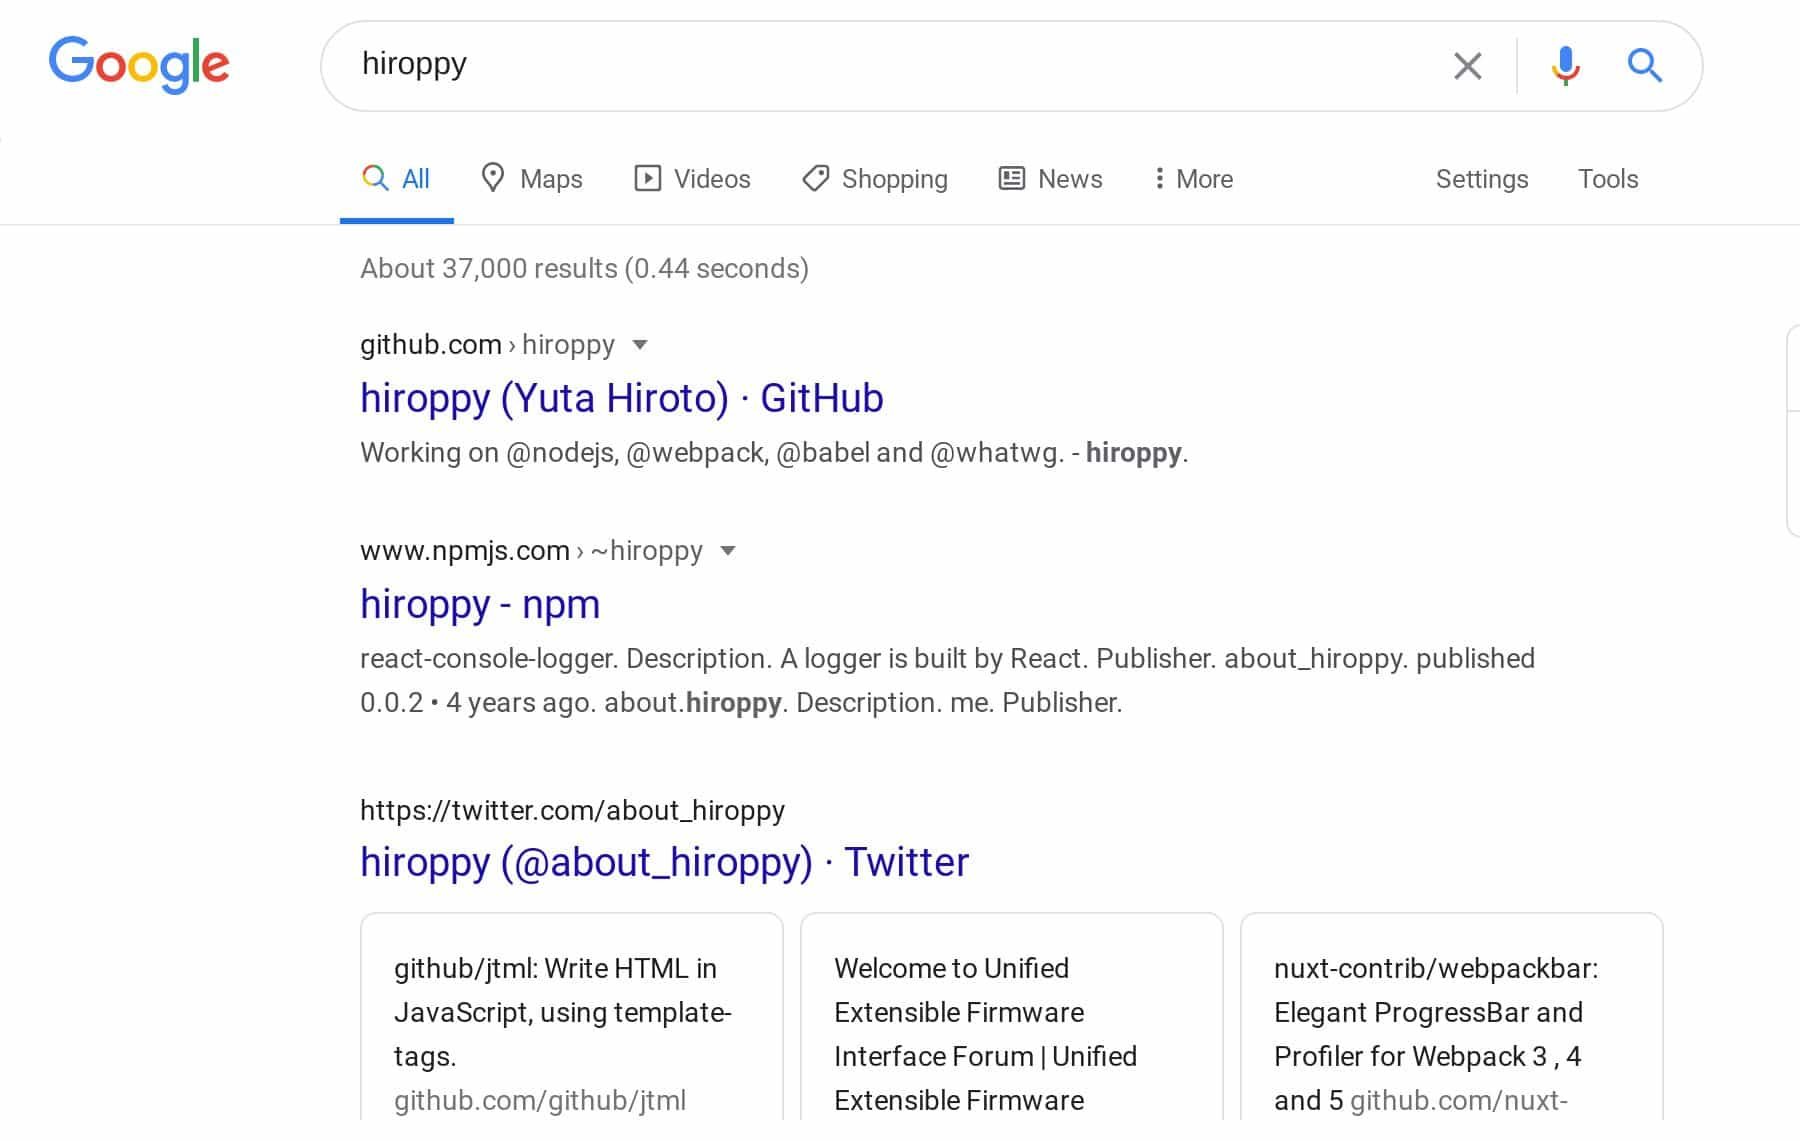 Google
hiroppy
All Maps Videos Shopping News More Settings Tools
About 37,000 results (0.44 seconds)
github.com › hiroppy
hiroppy (Yuta Hiroto) · GitHub
Working on @nodejs, @webpack, @babel and @whatwg. - hiroppy.
www.npmjs.com › ~hiroppy
hiroppy - npm
react-console-logger. Description. A logger is built by React. Publisher. about_hiroppy. published
0.0.2 • 4 years ago. about.hiroppy. Description. me. Publisher.
https://twitter.com/about_hiroppy
hiroppy (@about_hiroppy) · Twitter
github/jtml: Write HTML in
JavaScript, using template-
tags.
github.com/github/jtml
Welcome to Unified
Extensible Firmware
Interface Forum | Unified
Extensible Firmware
nuxt-contrib/webpackbar:
Elegant ProgressBar and
Profiler for Webpack 3 , 4
and 5 github.com/nuxt-